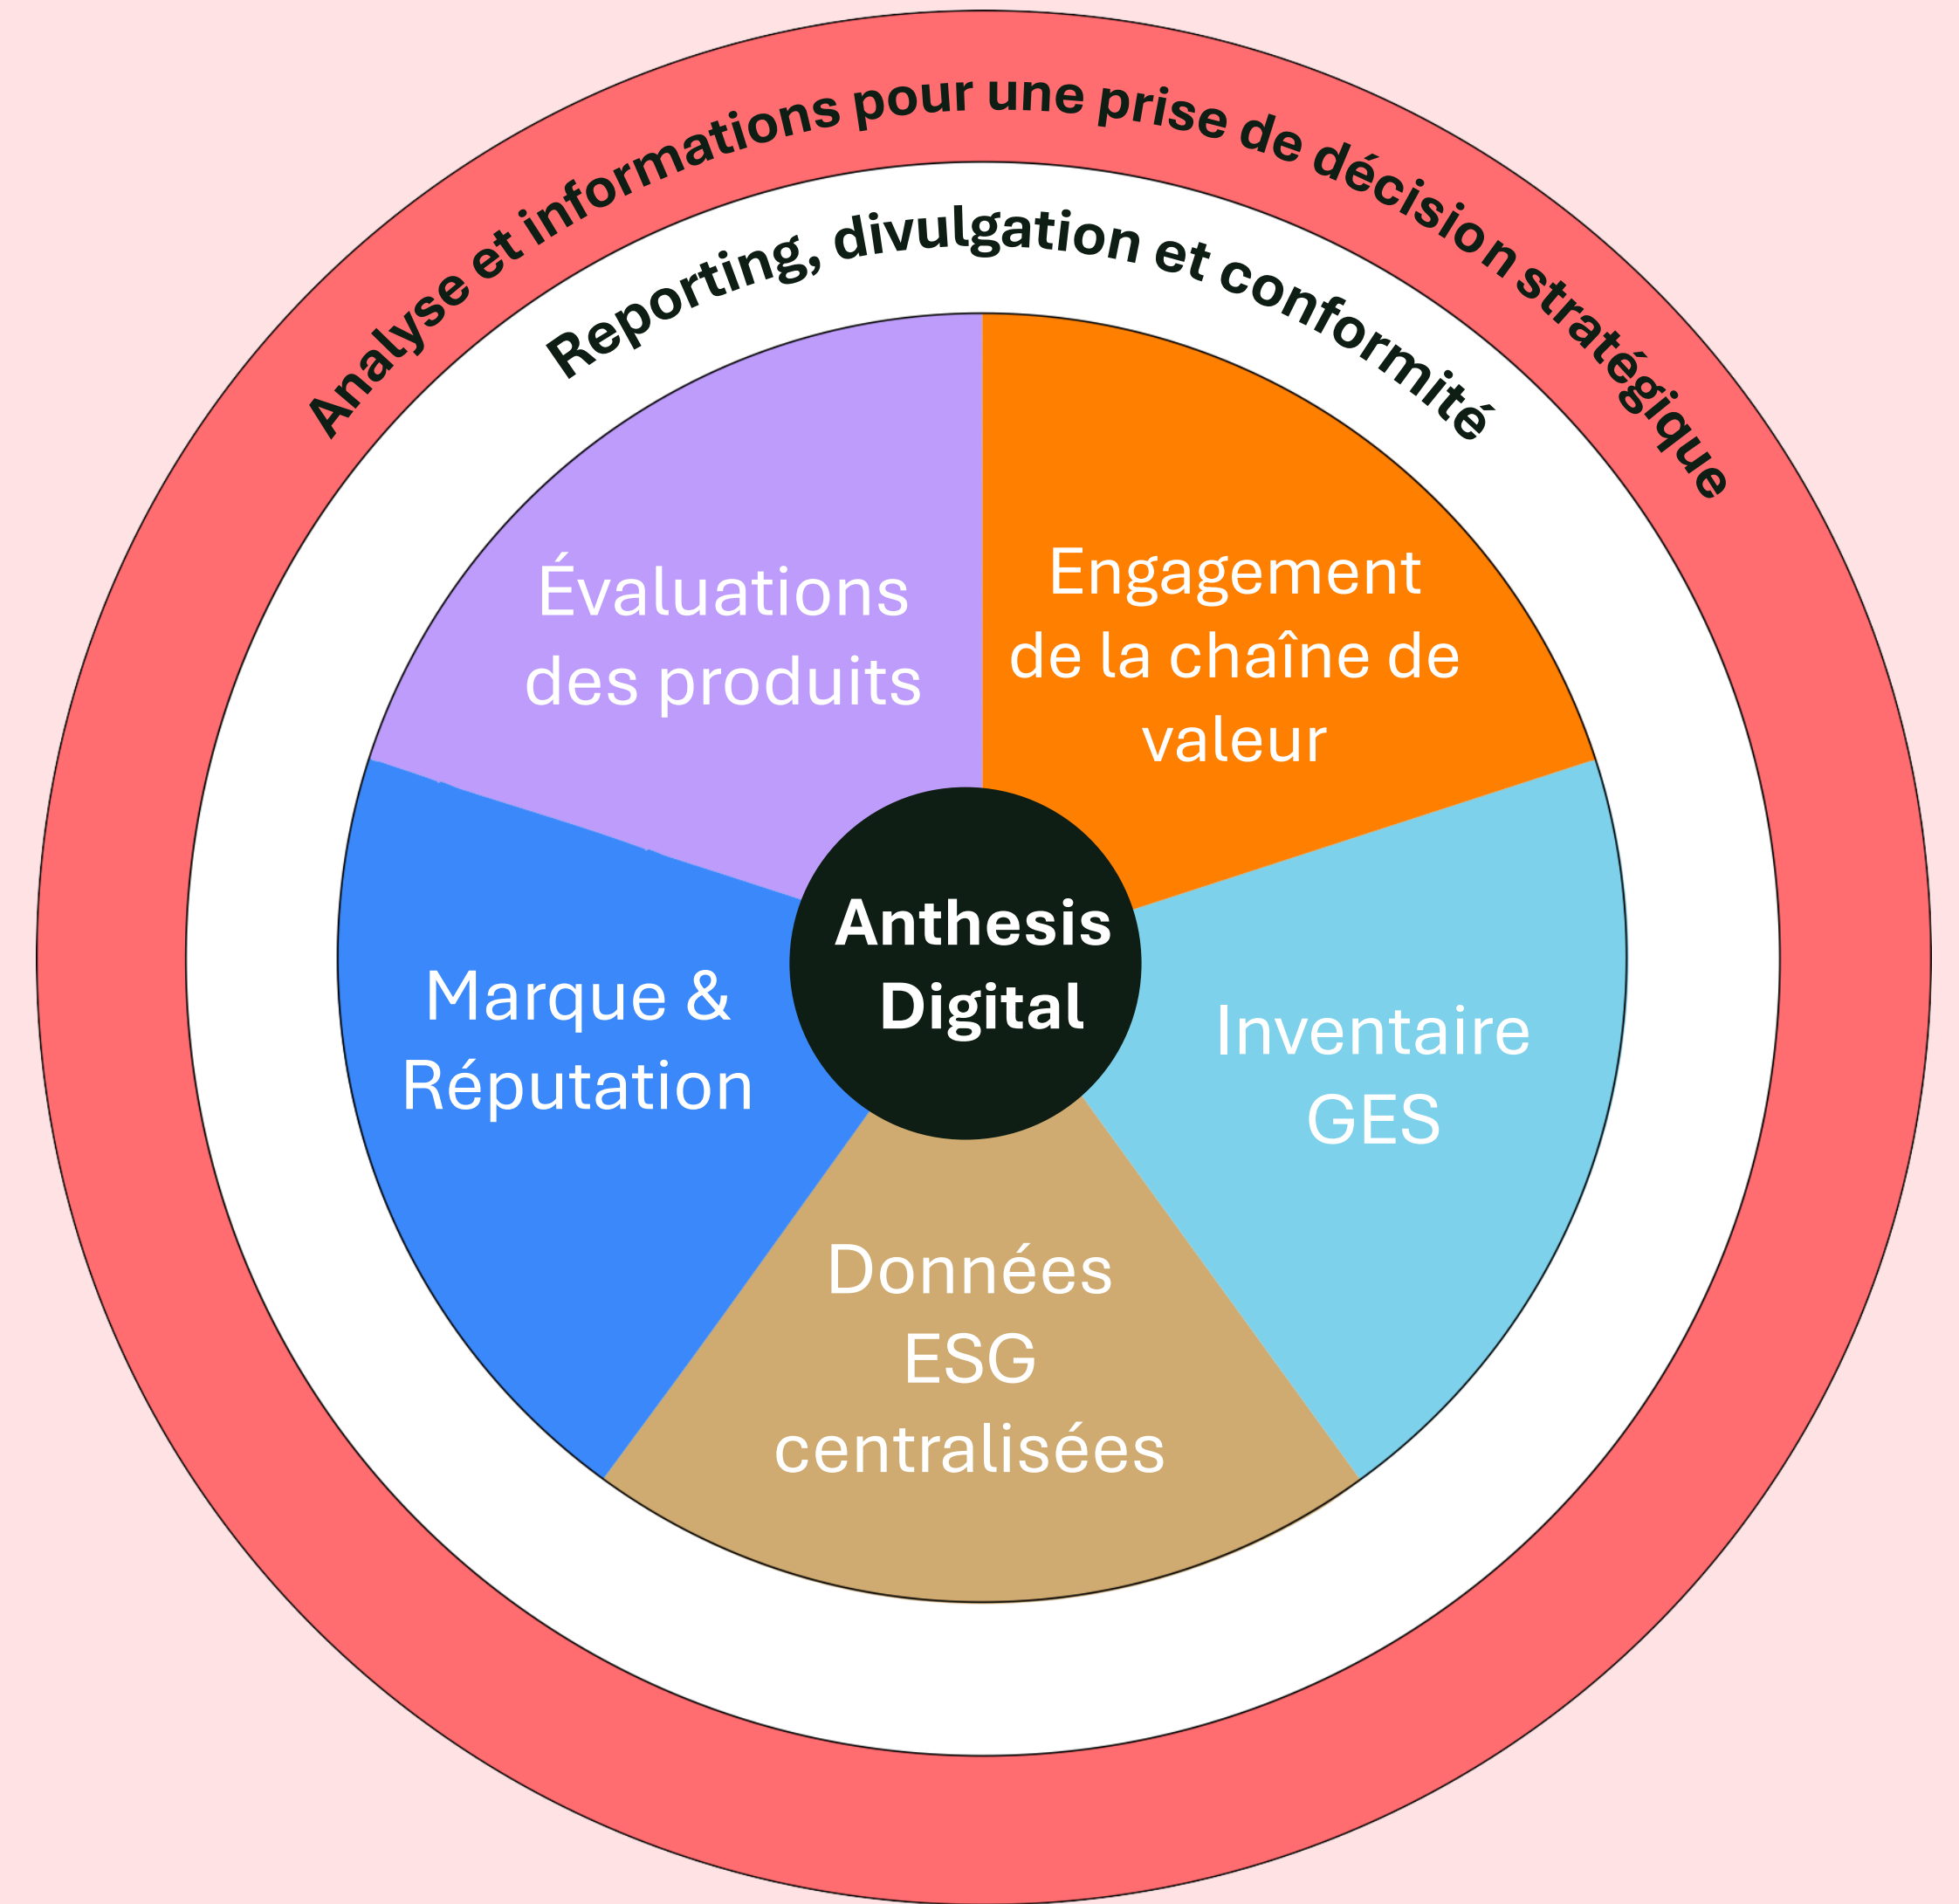 Analyse et informations pour une prise de décision stratégique
Reporting, divulgation et conformité
Évaluations
des produits
Engagement
de la chaîne de
valeur
Anthesis
Digital
Marque &
Réputation
Inventaire
GES
Données
ESG
centralisées